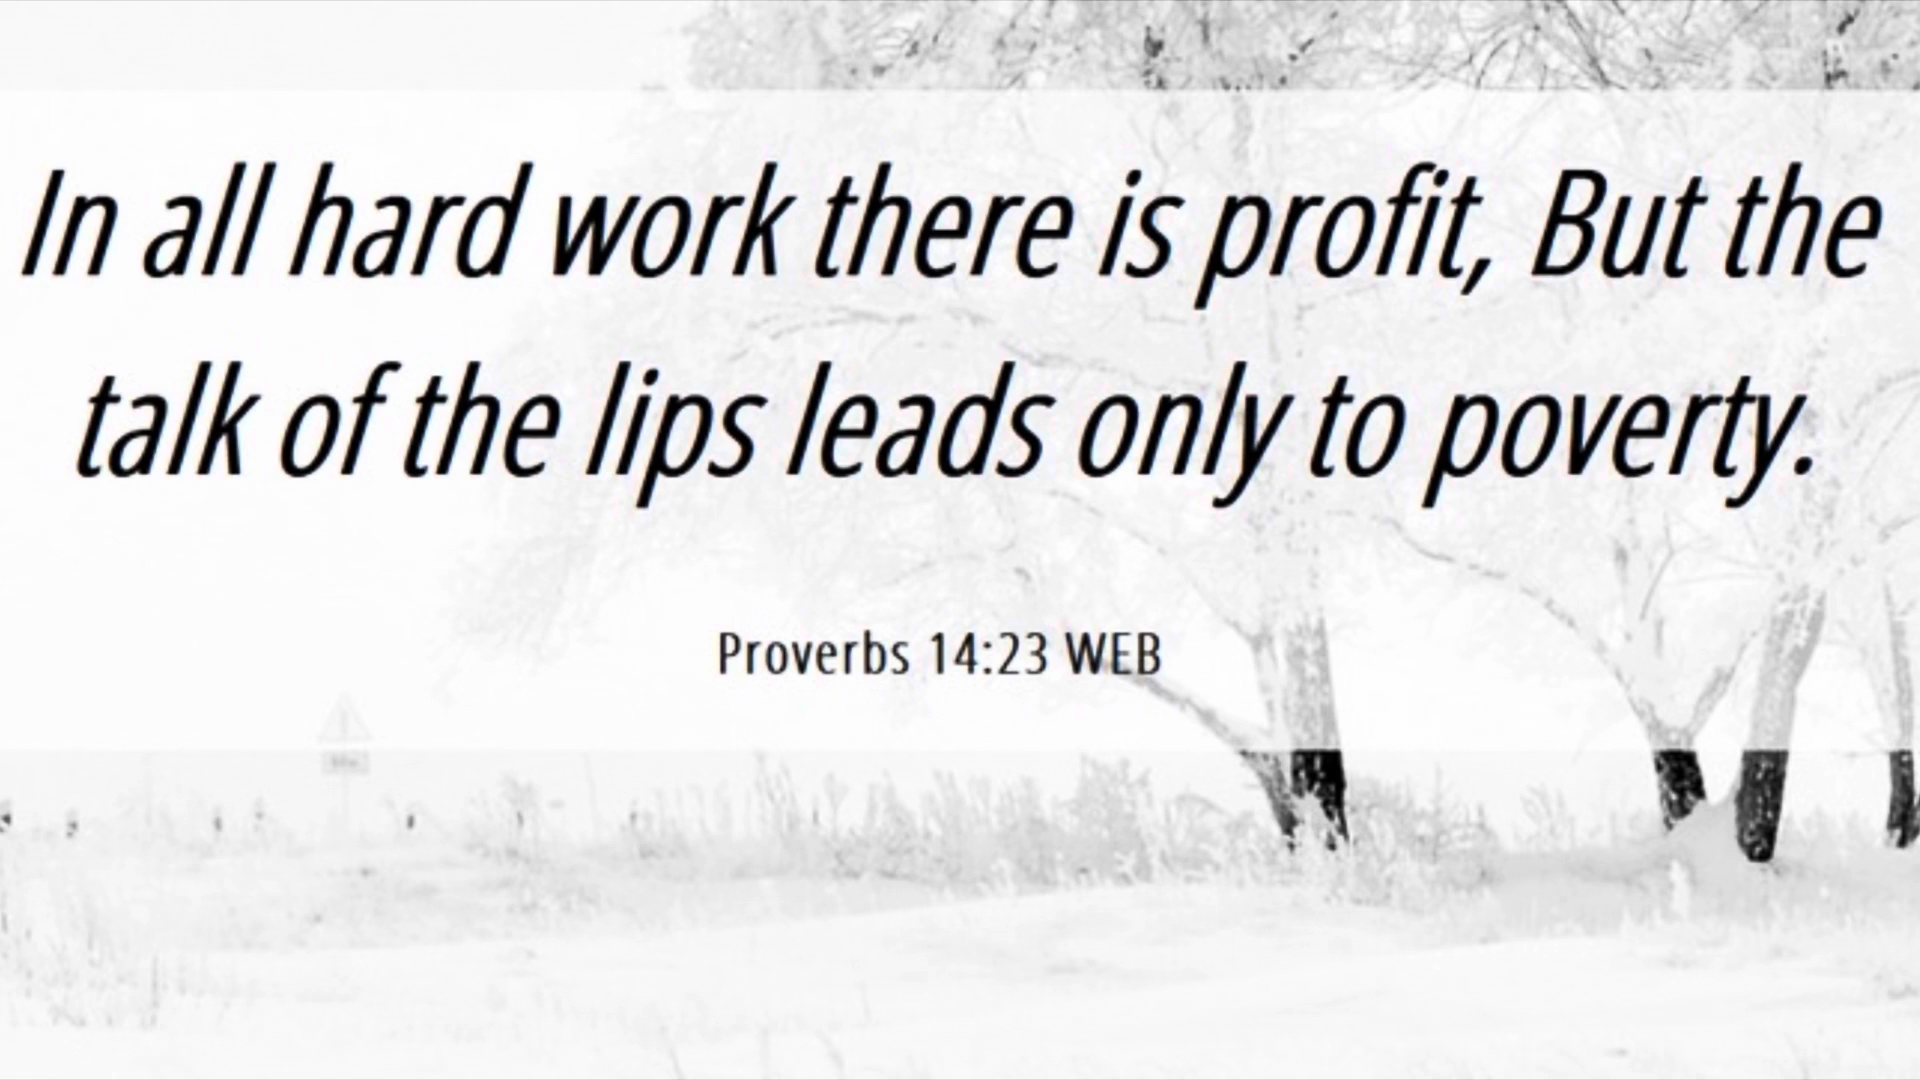 In all hard work there is profit, But the
talk of the lips leads only to poverty.
Proverbs 14:23 WEB